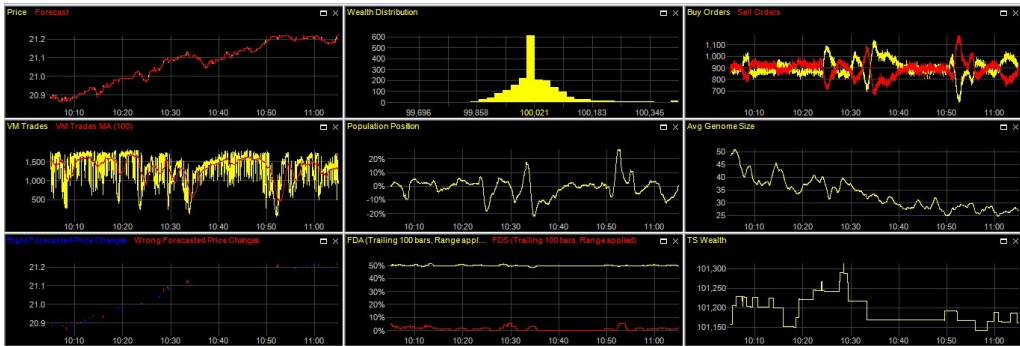 Price Forecast
21.2
21.0
20.9
10:10 10:20 10:30 10:40 10:50 11:00
Wealth Distribution
600
500
400
300
200
100
0
99,696 99,858 100,021 100,183 100,345
Buy Orders Sell Orders
1,100
1,000
900
800
700
10:10 10:20 10:30 10:40 10:50 11:00
VM Trades VM Trades MA (100)
1,500
1,000
500
10:10 10:20 10:30 10:40 10:50 11:00
Population Position
20%
10%
0%
-10%
-20%
10:10 10:20 10:30 10:40 10:50 11:00
Avg Genome Size
50
45
40
35
30
25
10:10 10:20 10:30 10:40 10:50 11:00
Right Forecasted Price Changes Wrong Forecasted Price Changes
21.2
21.0
20.9
10:10 10:20 10:30 10:40 10:50 11:00
FDA (Trailing 100 bars, Range appl... FDS (Trailing 100 bars, Range applied)
50%
40%
30%
20%
10%
0%
10:10 10:20 10:30 10:40 10:50 11:00
TS Wealth
101,300
101,250
101,200
101,150
10:10 10:20 10:30 10:40 10:50 11:00